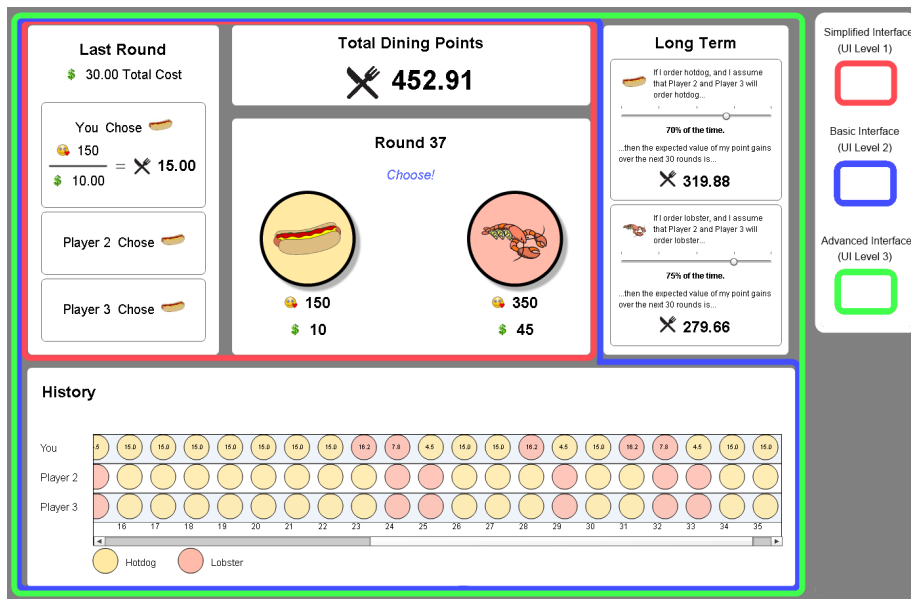 Last Round
$ 30.00 Total Cost
You Chose
150
$ 10.00
= 15.00
Player 2 Chose
Player 3 Chose
Total Dining Points
452.91
Round 37
Choose!
150
$ 10
350
$ 45
Long Term
If I order hotdog, and I assume
that Player 2 and Player 3 will
order hotdog...
70% of the time.
...then the expected value of my point gains
over the next 30 rounds is...
319.88
If I order lobster, and I assume
that Player 2 and Player 3 will
order lobster...
75% of the time.
...then the expected value of my point gains
over the next 30 rounds is...
279.66
Simplified Interface
(UI Level 1)
Basic Interface
(UI Level 2)
Advanced Interface
(UI Level 3)
History
You .5 15.0 15.0 15.0 15.0 15.0 15.0 15.0 16.2 7.8 4.5 15.0 15.0 16.2 4.5 15.0 16.2 7.8 4.5 15.0 15.0
Player 2
Player 3
16 17 18 19 20 21 22 23 24 25 26 27 28 29 30 31 32 33 34 35
Hotdog Lobster